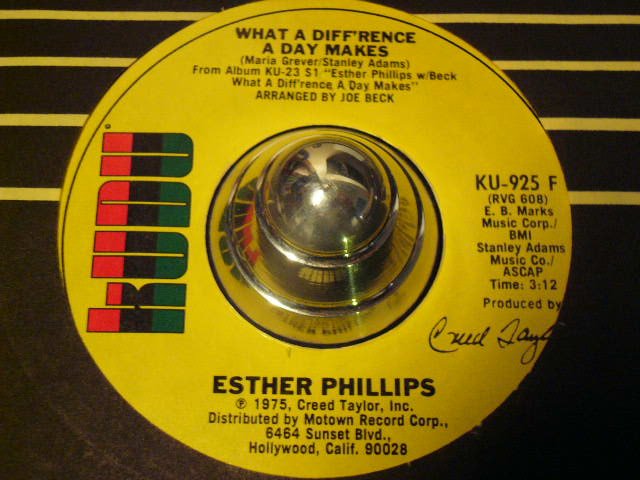 WHAT A DIFF'RENCE
A DAY MAKES
(Maria Grever/Stanley Adams)
From Album KU-23 S1 "Esther Phillips w/Beck
What A Diff'rence A Day Makes"
ARRANGED BY JOE BECK
KUDU
KU-925 F
(RVG 608)
E. B. Marks
Music Corp./
BMI
Stanley Adams
Music Co./
ASCAP
Time: 3:12
Produced by
Creed Taylor
ESTHER PHILLIPS
℗ 1975, Creed Taylor, Inc.
Distributed by Motown Record Corp.,
6464 Sunset Blvd.,
Hollywood, Calif. 90028